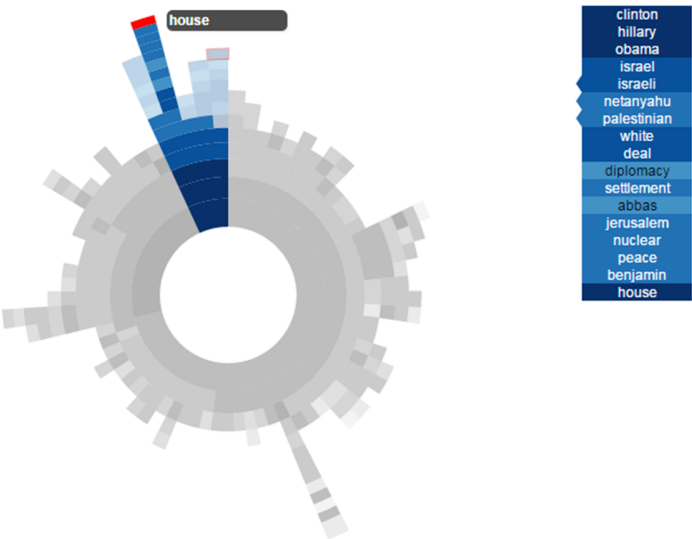 house
clinton
hillary
obama
israel
israeli
netanyahu
palestinian
white
deal
diplomacy
settlement
abbas
jerusalem
nuclear
peace
benjamin
house